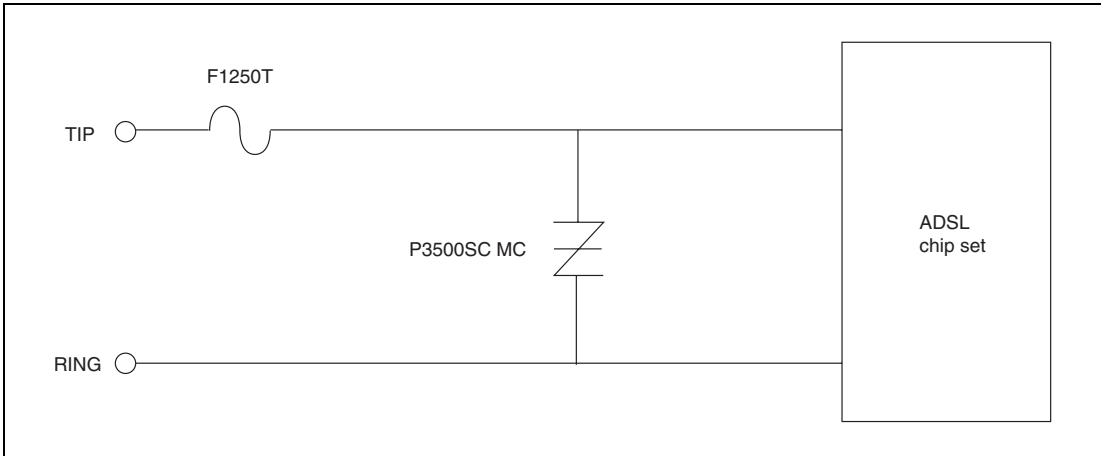 F1250T
TIP
P3500SC MC
ADSL
chip set
RING